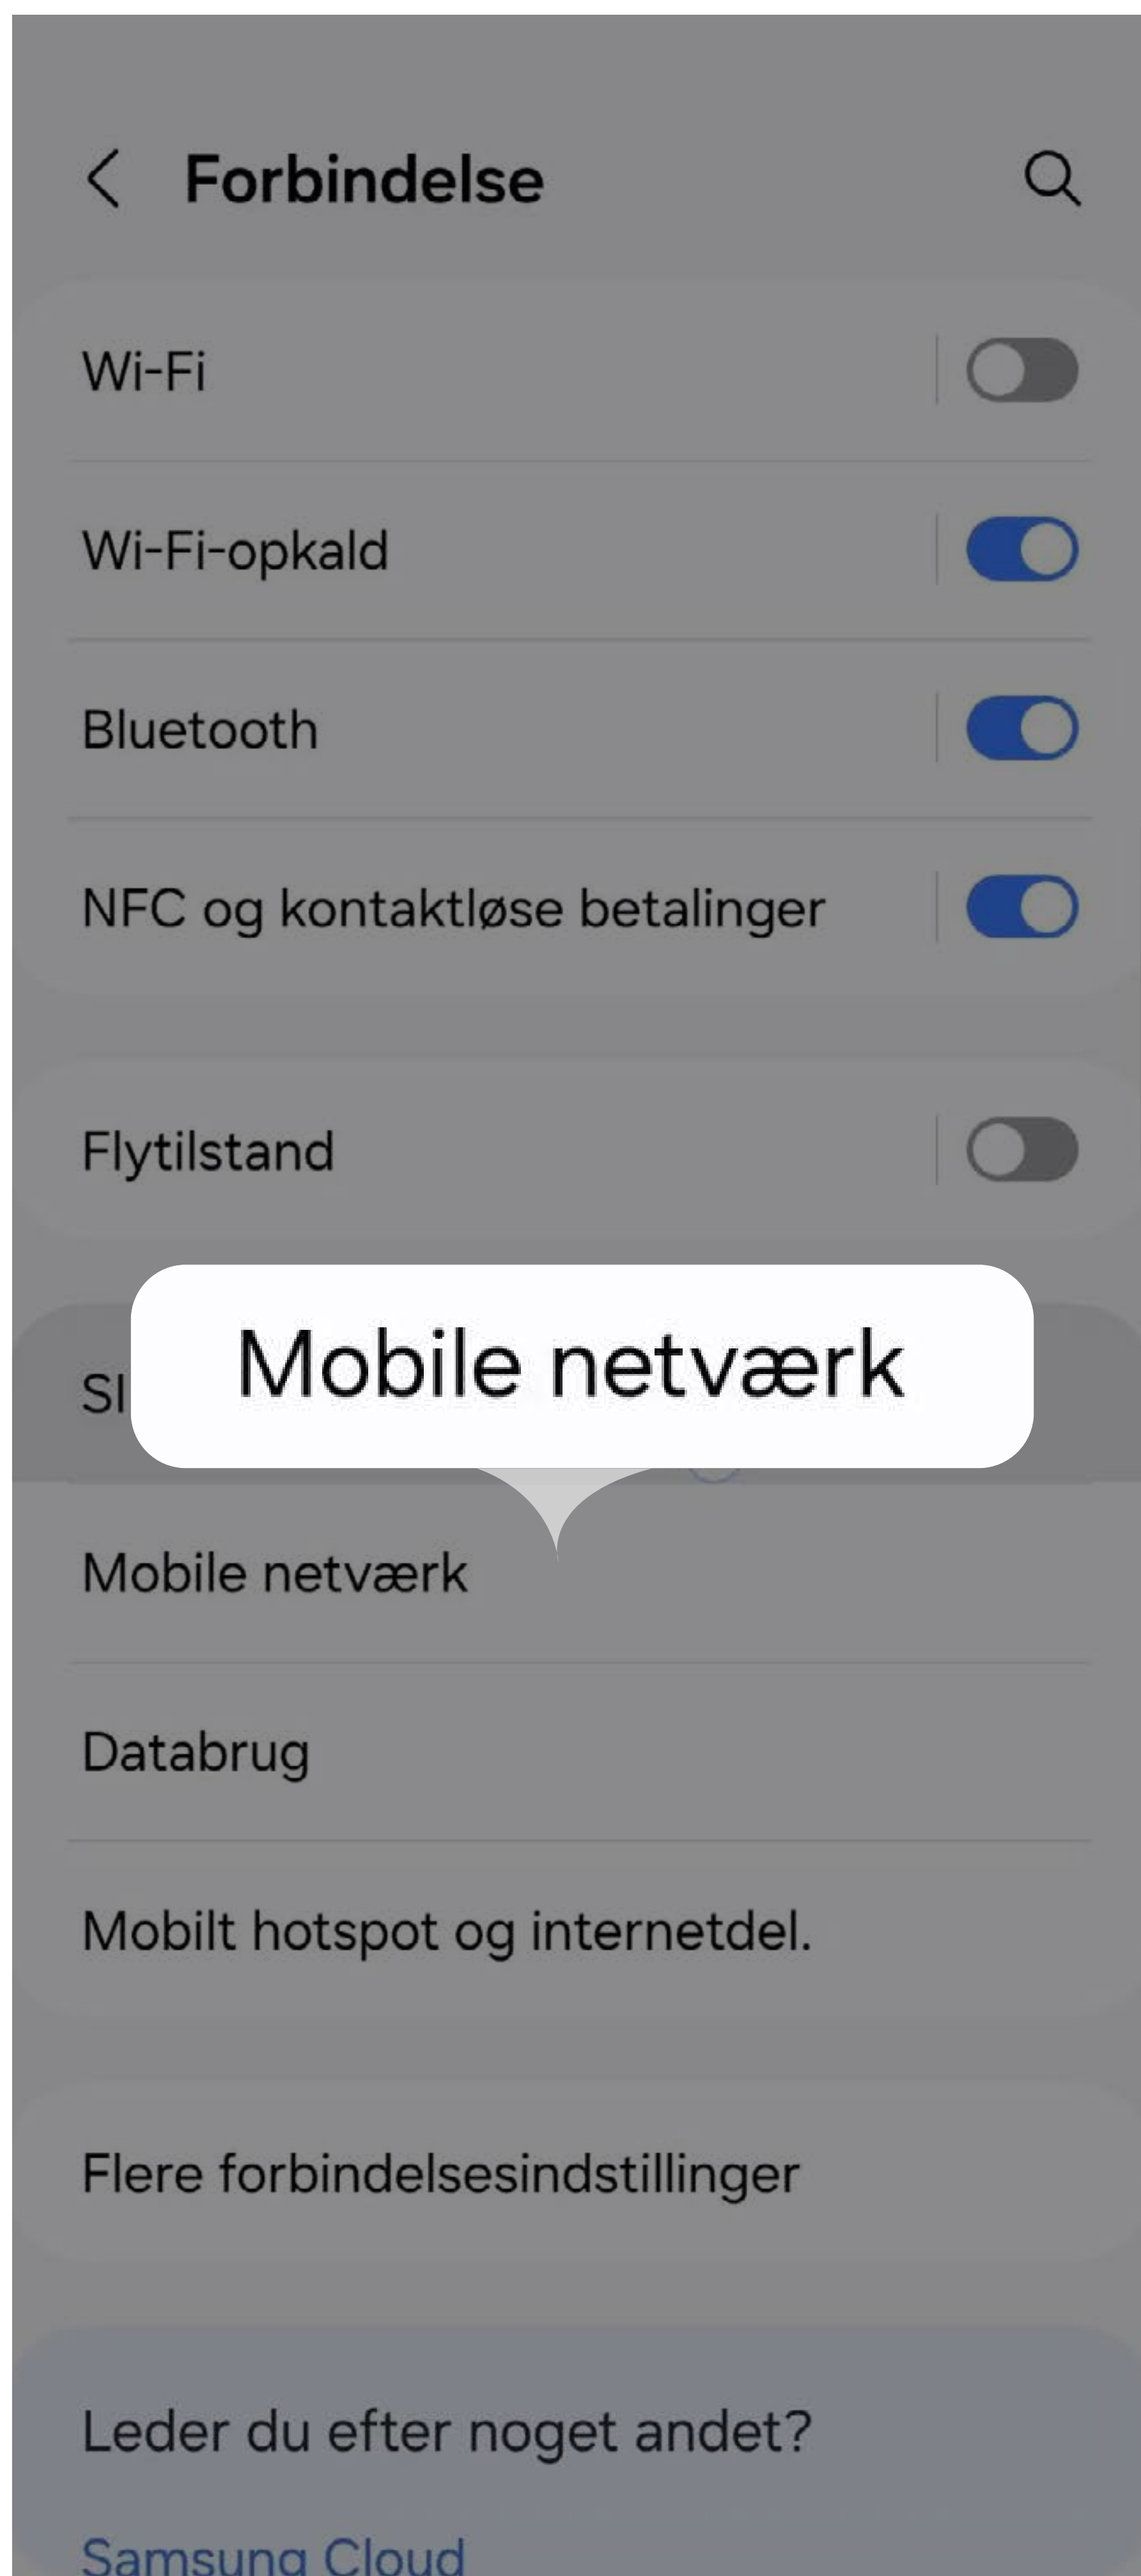 Forbindelse
Wi-Fi
Wi-Fi-opkald
Bluetooth
NFC og kontaktløse betalinger
Flytilstand
Mobile netværk
Mobile netværk
Databrug
Mobilt hotspot og internetdel.
Flere forbindelsesindstillinger
Leder du efter noget andet?
Samsung Cloud